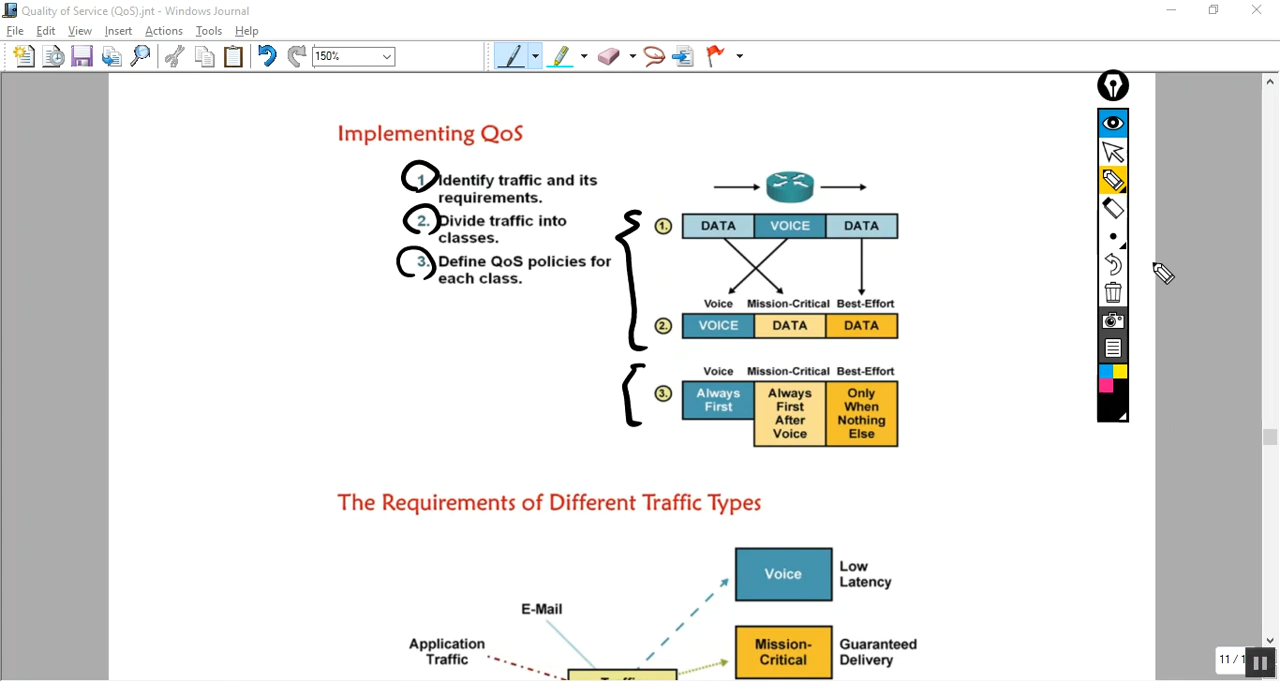 Quality of Service (QoS).jnt - Windows Journal
File Edit View Insert Actions Tools Help
150%
Implementing QoS
1. Identify traffic and its
requirements.
2. Divide traffic into
classes.
3. Define QoS policies for
each class.
1. DATA VOICE DATA
Voice Mission-Critical Best-Effort
2. VOICE DATA DATA
Voice Mission-Critical Best-Effort
3. Always First
Always First After Voice
Only When Nothing Else
The Requirements of Different Traffic Types
Voice
Low
Latency
E-Mail
Application
Traffic
Mission-
Critical
Guaranteed
Delivery
11 / 1